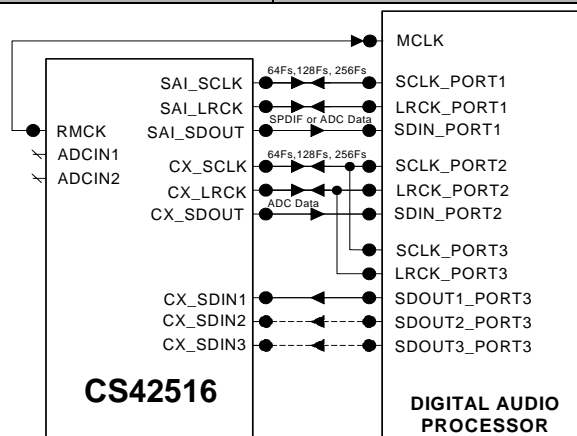 MCLK
64Fs,128Fs, 256Fs
SAI_SCLK
SCLK_PORT1
SAI_LRCK
LRCK_PORT1
SPDIF or ADC Data
RMCK
SAI_SDOUT
SDIN_PORT1
ADCIN1
64Fs,128Fs, 256Fs
CX_SCLK
SCLK_PORT2
ADCIN2
CX_LRCK
LRCK_PORT2
ADC Data
CX_SDOUT
SDIN_PORT2
SCLK_PORT3
LRCK_PORT3
CX_SDIN1
SDOUT1_PORT3
CX_SDIN2
SDOUT2_PORT3
CX_SDIN3
SDOUT3_PORT3
CS42516
DIGITAL AUDIO
PROCESSOR